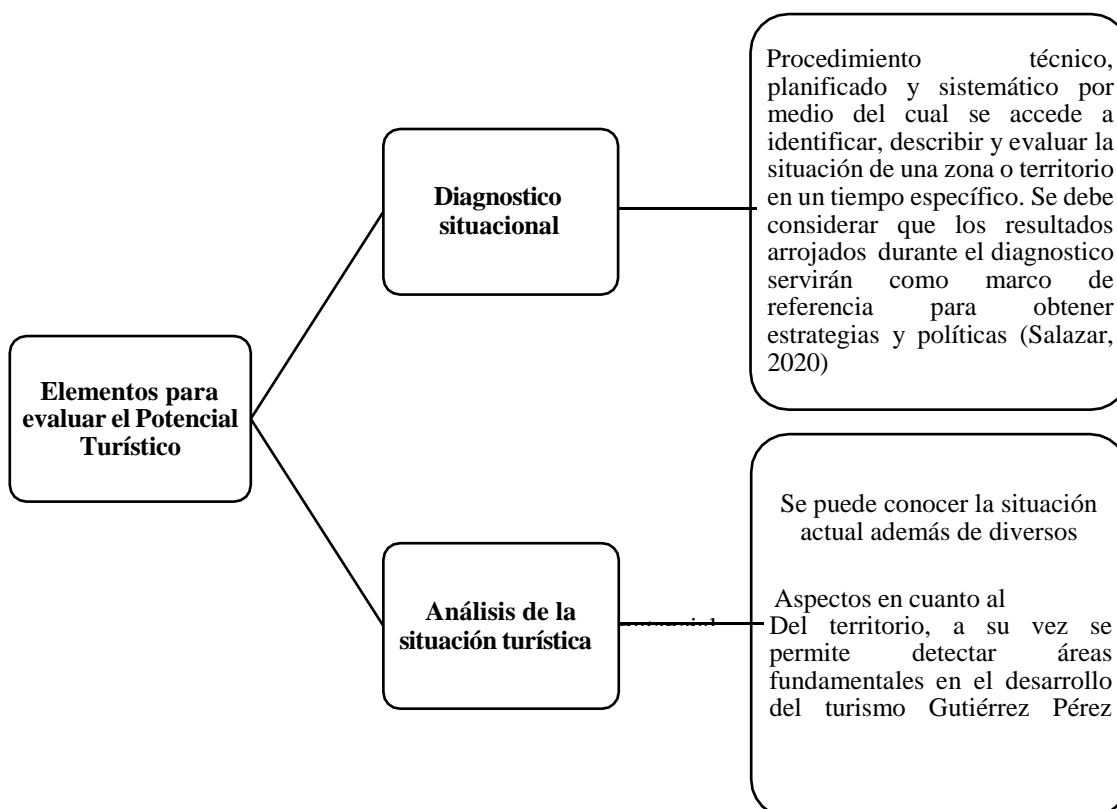 Elementos para
evaluar el Potencial
Turístico
Diagnostico
situacional
Procedimiento técnico,
planificado y sistemático por
medio del cual se accede a
identificar, describir y evaluar la
situación de una zona o territorio
en un tiempo específico. Se debe
considerar que los resultados
arrojados durante el diagnostico
servirán como marco de
referencia para obtener
estrategias y políticas (Salazar,
2020)
Análisis de la
situación turística
Se puede conocer la situación
actual además de diversos
Aspectos en cuanto al
Del territorio, a su vez se
permite detectar áreas
fundamentales en el desarrollo
del turismo Gutiérrez Pérez